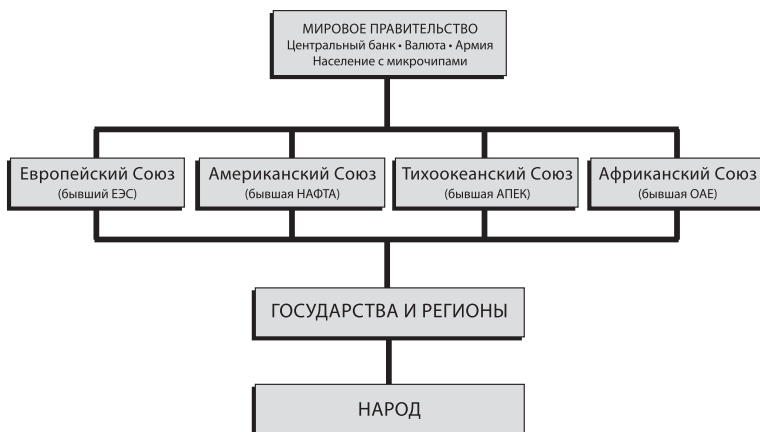 МИРОВОЕ ПРАВИТЕЛЬСТВО
Центральный банк • Валюта • Армия
Население с микрочипами
Европейский Союз
(бывший ЕЭС)
Американский Союз
(бывшая НАФТА)
Тихоокеанский Союз
(бывшая АПЕК)
Африканский Союз
(бывшая ОАЕ)
ГОСУДАРСТВА И РЕГИОНЫ
НАРОД